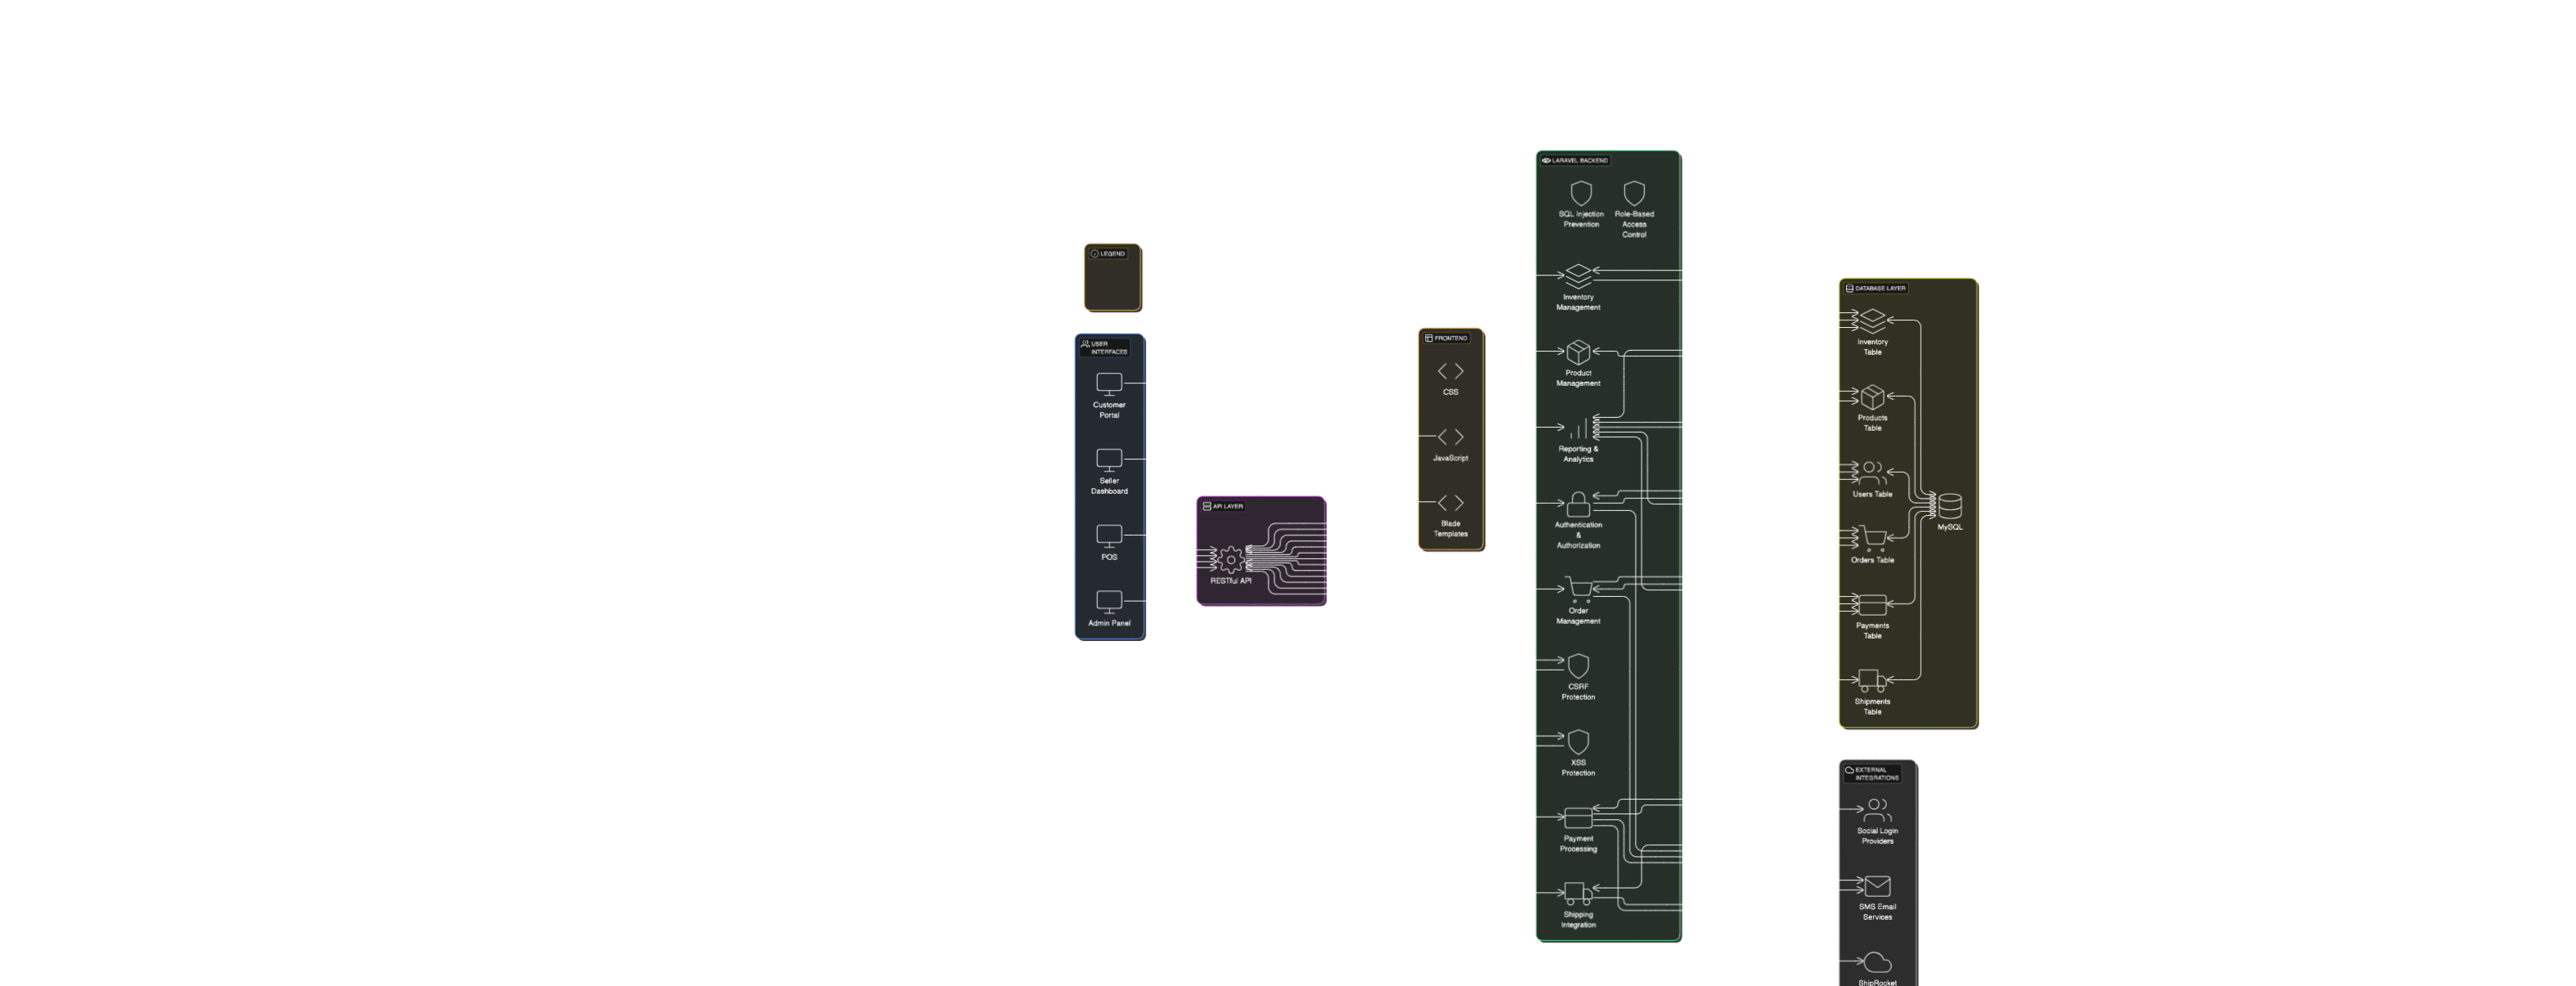 LEGEND
USER
INTERFACES
Customer
Portal
Seller
Dashboard
POS
Admin Panel
API LAYER
RESTful API
FRONTEND
CSS
JavaScript
Blade
Templates
LARAVEL BACKEND
SQL Injection
Prevention
Role-Based
Access
Control
Inventory
Management
Product
Management
Reporting &
Analytics
Authentication
&
Authorization
Order
Management
CSRF
Protection
XSS
Protection
Payment
Processing
Shipping
Integration
DATABASE LAYER
Inventory
Table
Products
Table
Users Table
Orders Table
Payments
Table
Shipments
Table
MySQL
EXTERNAL
INTEGRATIONS
Social Login
Providers
SMS Email
Services
ShipRocket